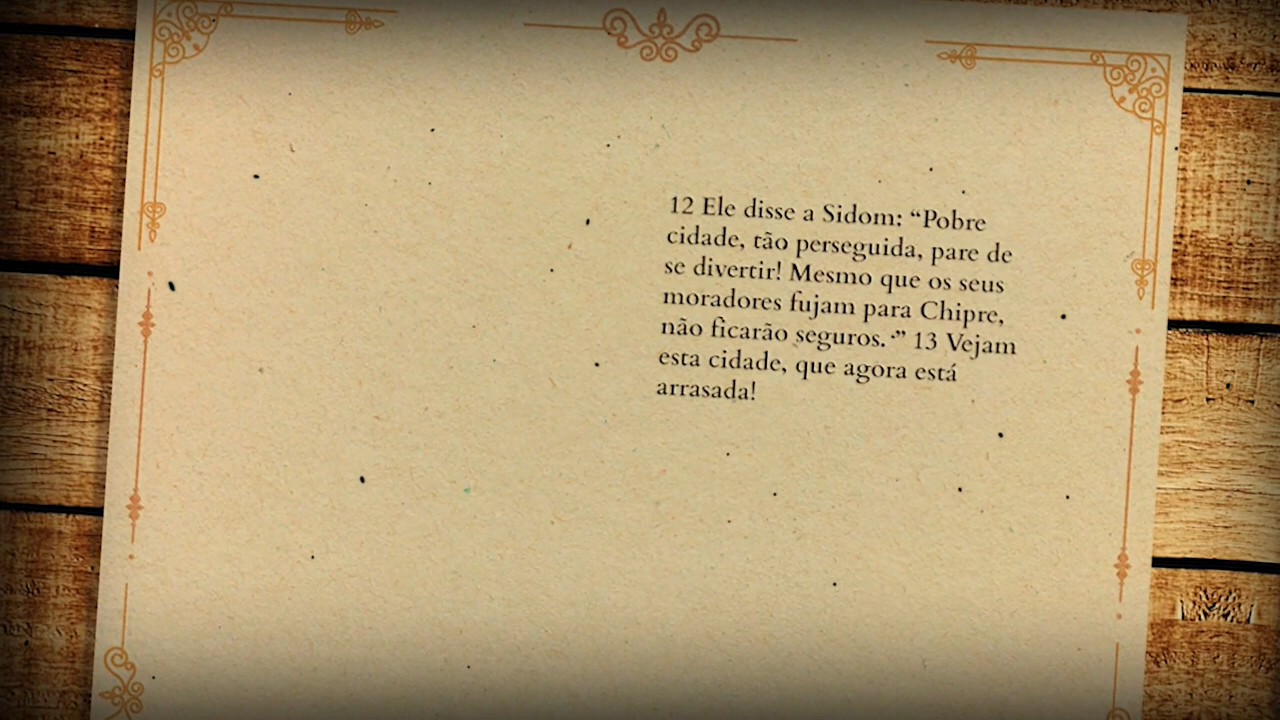 12 Ele disse a Sidom: “Pobre
cidade, tão perseguida, pare de
se divertir! Mesmo que os seus
moradores fujam para Chipre,
não ficarão seguros.·” 13 Vejam
esta cidade, que agora está
arrasada!